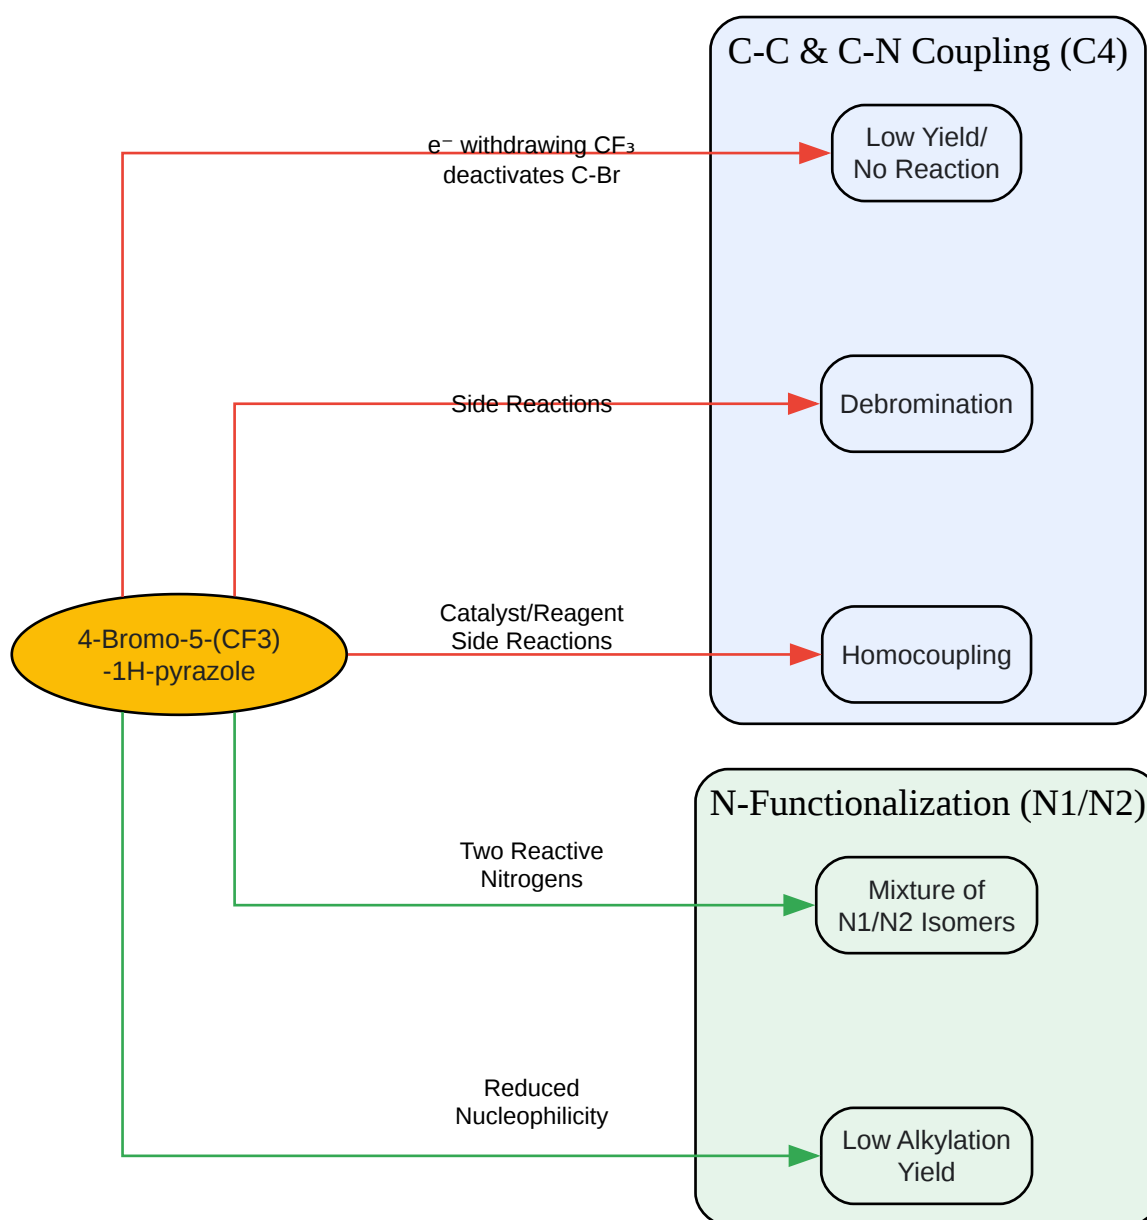 C-C & C-N Coupling (C4)
e⁻ withdrawing CF₃
deactivates C-Br
Low Yield/
No Reaction
Side Reactions
Debromination
Catalyst/Reagent
Side Reactions
Homocoupling
4-Bromo-5-(CF3)
-1H-pyrazole
N-Functionalization (N1/N2)
Two Reactive
Nitrogens
Mixture of
N1/N2 Isomers
Reduced
Nucleophilicity
Low Alkylation
Yield